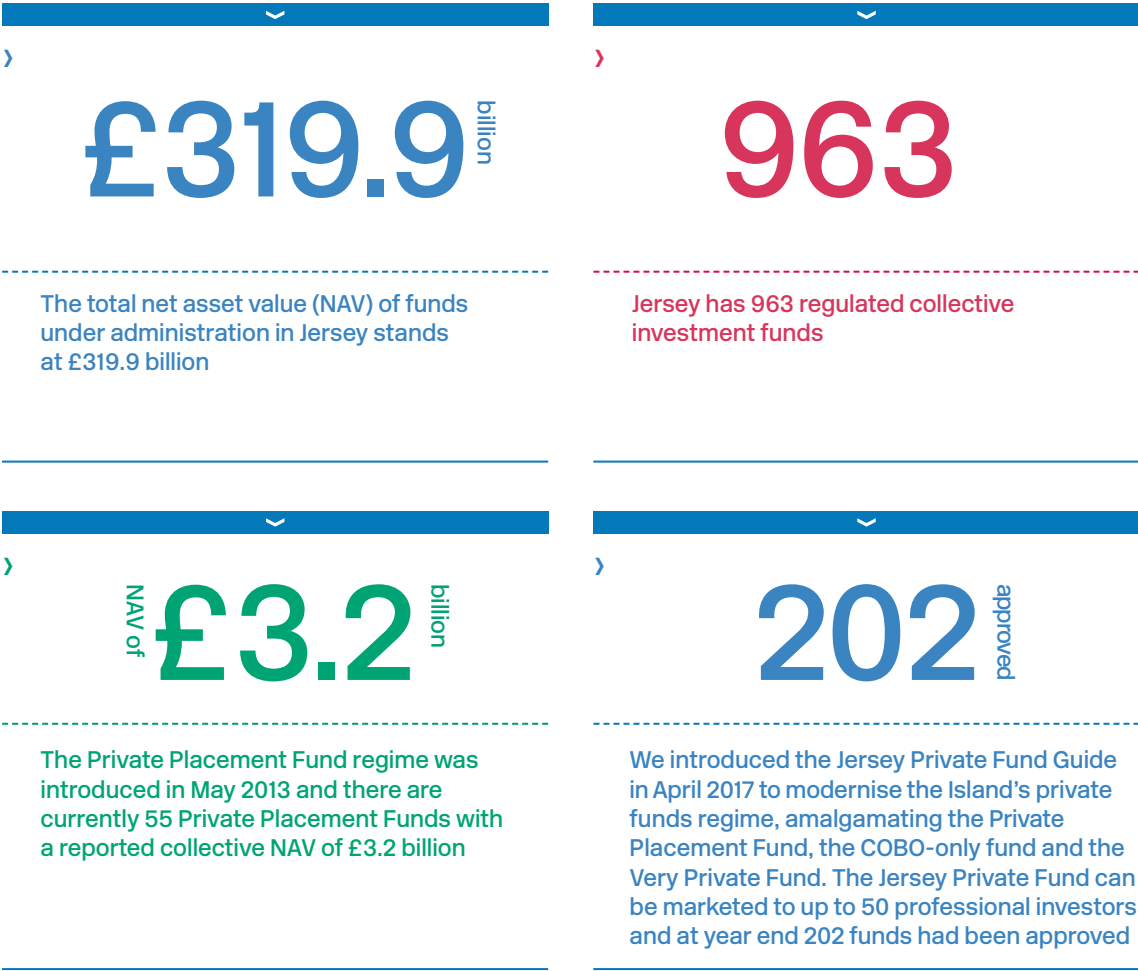 £319.9 billion
The total net asset value (NAV) of funds
under administration in Jersey stands
at £319.9 billion
963
Jersey has 963 regulated collective
investment funds
NAV of £3.2 billion
The Private Placement Fund regime was
introduced in May 2013 and there are
currently 55 Private Placement Funds with
a reported collective NAV of £3.2 billion
202 approved
We introduced the Jersey Private Fund Guide
in April 2017 to modernise the Island's private
funds regime, amalgamating the Private
Placement Fund, the COBO-only fund and the
Very Private Fund. The Jersey Private Fund can
be marketed to up to 50 professional investors
and at year end 202 funds had been approved